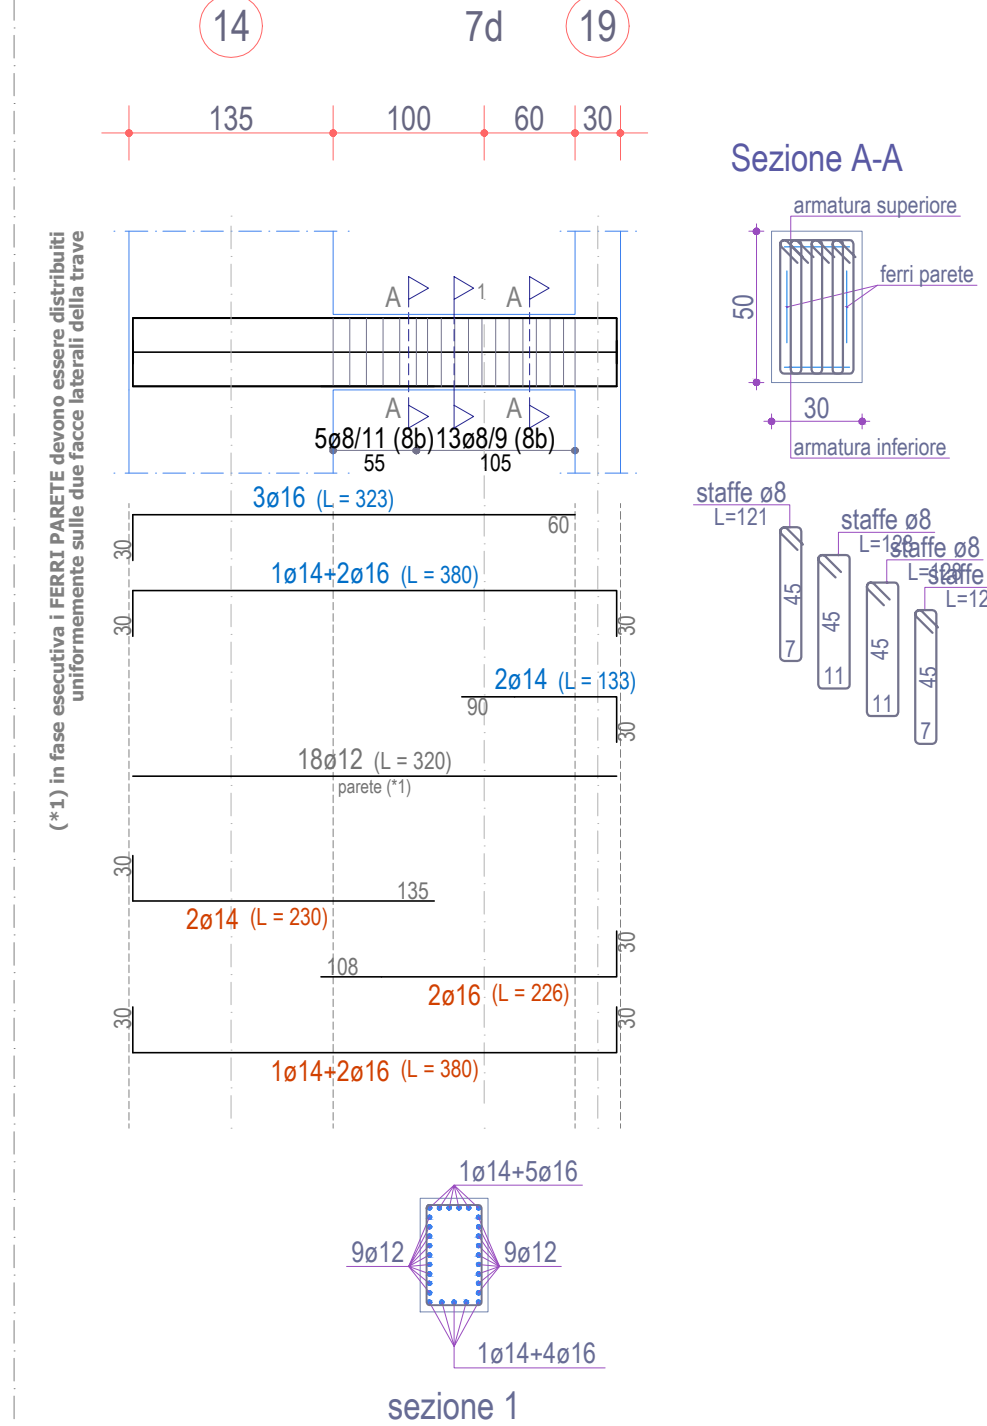 14
7d
19
135
100
60
30
Sezione A-A
armatura superiore
ferri parete
50
30
armatura inferiore
(*1) in fase esecutiva i FERRI PARETE devono essere distribuiti
uniformemente sulle due facce laterali della trave
A
1
A
A
A
5ø8/11 (8b)
13ø8/9 (8b)
55
105
staffe ø8
L=121
45
7
staffe ø8
L=128
45
11
staffe ø8
L=128
45
11
staffe
L=12
45
7
3ø16 (L = 323)
30
60
1ø14+2ø16 (L = 380)
30
30
2ø14 (L = 133)
90
30
18ø12 (L = 320)
parete (*1)
30
135
2ø14 (L = 230)
108
30
2ø16 (L = 226)
30
30
1ø14+2ø16 (L = 380)
1ø14+5ø16
9ø12
9ø12
1ø14+4ø16
sezione 1